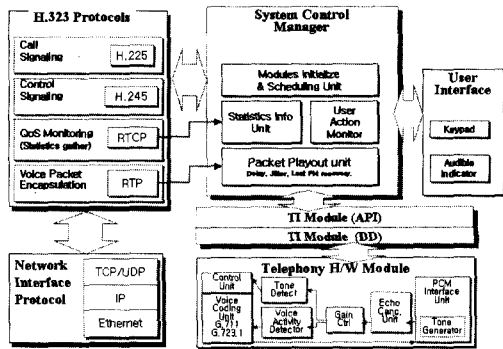 H.323 Protocols
Call
Signaling
H.225
Control
Signaling
H.245
QoS Monitoring
(Statistics gather)
RTCP
Voice Packet
Encapsulation
RTP
System Control
Manager
Modules Initialize
& Scheduling Unit
Statistics Info
Unit
User
Action
Monitor
Packet Playout unit
Delay, Jitter, Lost PM
User
Interface
Keypad
Audible
Indicator
TI Module (API)
TI Module (DD)
Network
Interface
Protocol
TCP/UDP
IP
Ethernet
Telephony H/W Module
Control
Unit
Voice
Coding
Unit
G.711
G.723.1
Tone
Detect
Voice
Activity
Detector
Gain
Ctrl
Echo
Canc.
Unit
PCM
Interface
Unit
Tone
Generator